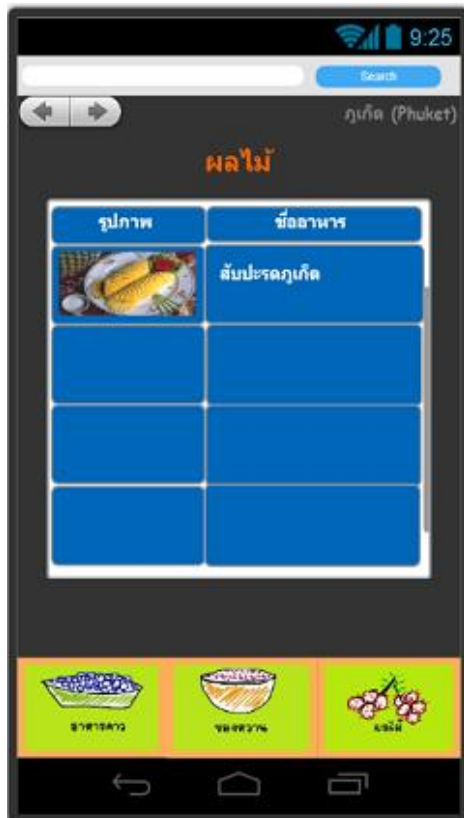 9:25
Search
ภูเก็ต (Phuket)
ผลไม้
รูปภาพ ชื่ออาหาร
สับปะรดภูเก็ต
อาหารคาว ของหวาน ผลไม้